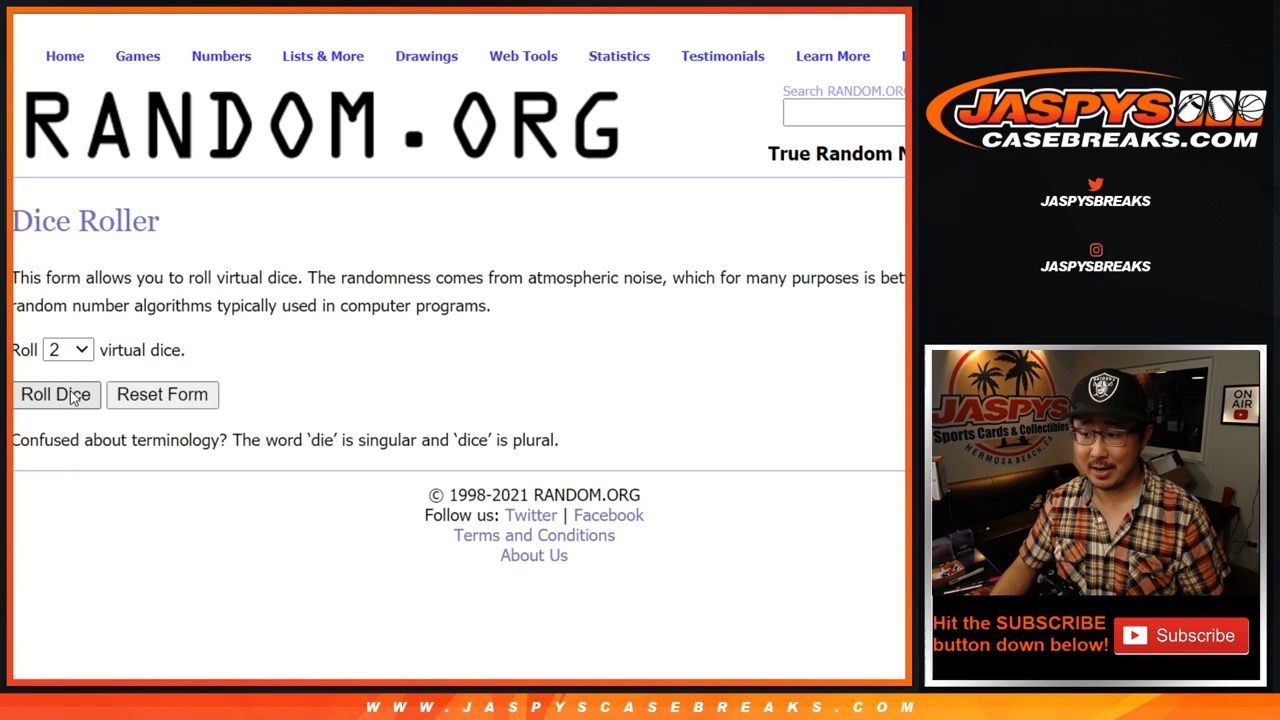 Home Games Numbers Lists & More Drawings Web Tools Statistics Testimonials Learn More
Search RANDOM.ORG
RANDOM.ORG
True Random N
Dice Roller
This form allows you to roll virtual dice. The randomness comes from atmospheric noise, which for many purposes is bet
random number algorithms typically used in computer programs.
Roll 2 virtual dice.
Roll Dice Reset Form
Confused about terminology? The word ‘die’ is singular and ‘dice’ is plural.
© 1998-2021 RANDOM.ORG
Follow us: Twitter | Facebook
Terms and Conditions
About Us
JASPYS
CASEBREAKS.COM
JASPYSBREAKS
JASPYSBREAKS
JASPYS
Sports Cards & Collectibles
HERMOSA BEACH, CA
RAIDERS
ON
AIR
Hit the SUBSCRIBE
button down below!
Subscribe
WWW.JASPYSCASEBREAKS.COM